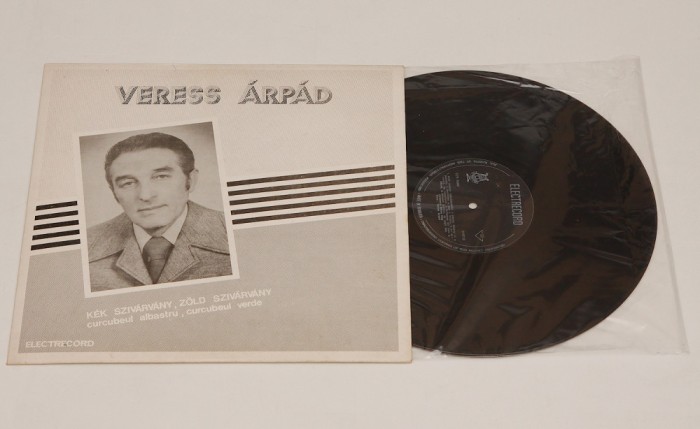 VERESS ÁRPÁD
KÉK SZIVÁRVÁNY, ZÖLD SZIVÁRVÁNY
curcubeul albastru, curcubeul verde
ELECTRECORD
ELECTRECORD